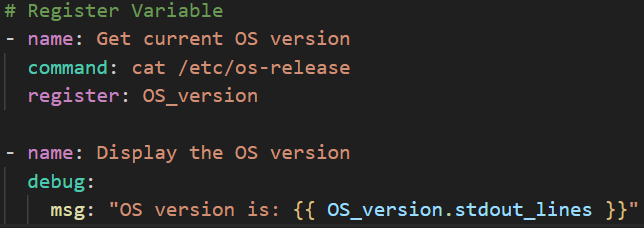 # Register Variable
- name: Get current OS version
  command: cat /etc/os-release
  register: OS_version

- name: Display the OS version
  debug:
    msg: "OS version is: {{ OS_version.stdout_lines }}"